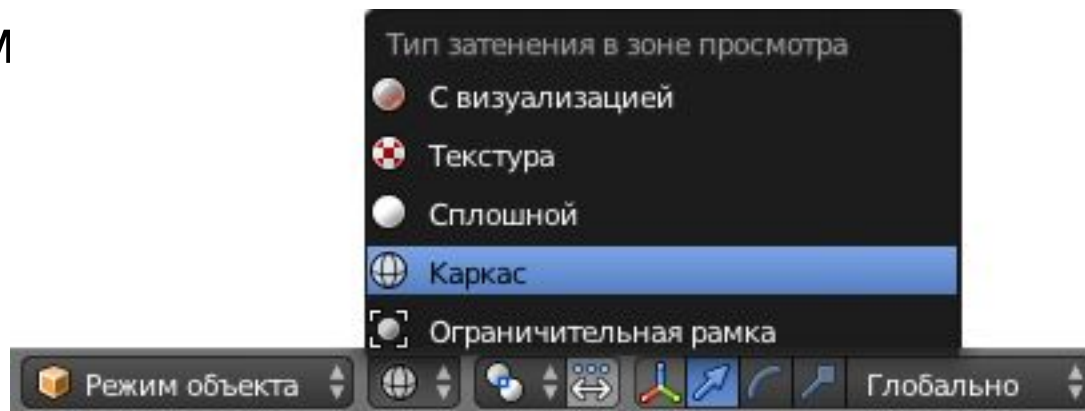 Тип затенения в зоне просмотра
С визуализацией
Текстура
Сплошной
Каркас
Ограничительная рамка
Режим объекта Глобально